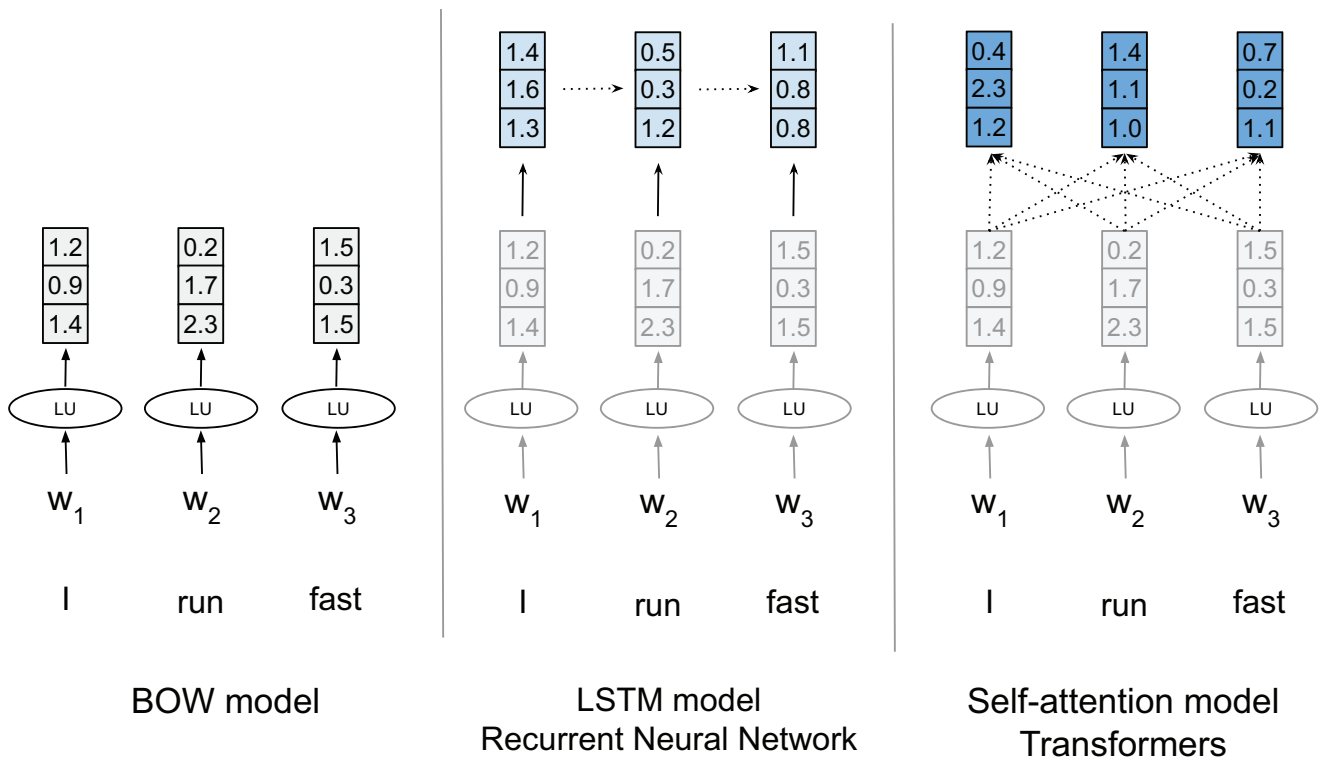 1.2 0.2 1.5
0.9 1.7 0.3
1.4 2.3 1.5
LU LU LU
w1 w2 w3
I run fast
BOW model
1.4 0.5 1.1
1.6 0.3 0.8
1.3 1.2 0.8
1.2 0.2 1.5
0.9 1.7 0.3
1.4 2.3 1.5
LU LU LU
w1 w2 w3
I run fast
LSTM model
Recurrent Neural Network
0.4 1.4 0.7
2.3 1.1 0.2
1.2 1.0 1.1
1.2 0.2 1.5
0.9 1.7 0.3
1.4 2.3 1.5
LU LU LU
w1 w2 w3
I run fast
Self-attention model
Transformers